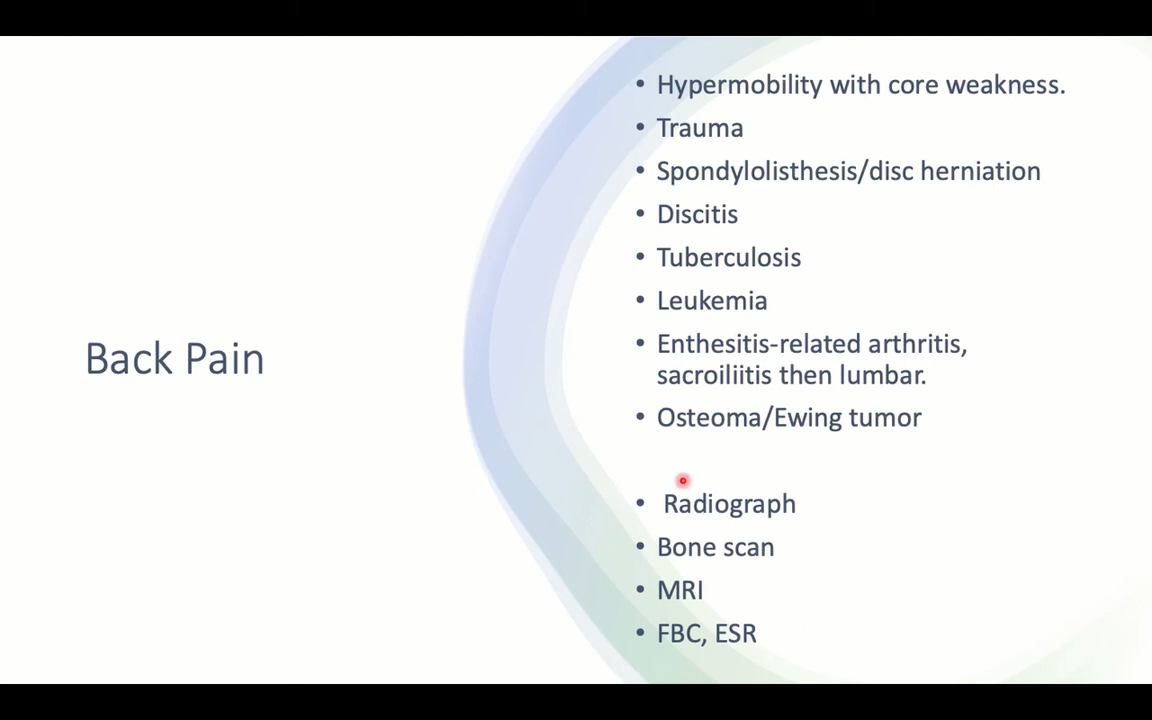 Back Pain
• Hypermobility with core weakness.
• Trauma
• Spondylolisthesis/disc herniation
• Discitis
• Tuberculosis
• Leukemia
• Enthesitis-related arthritis,
sacroiliitis then lumbar.
• Osteoma/Ewing tumor
• Radiograph
• Bone scan
• MRI
• FBC, ESR